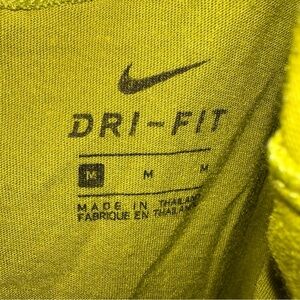 DRI-FIT
M M M
MADE IN THAILAND
FABRIQUE EN THAILANDE